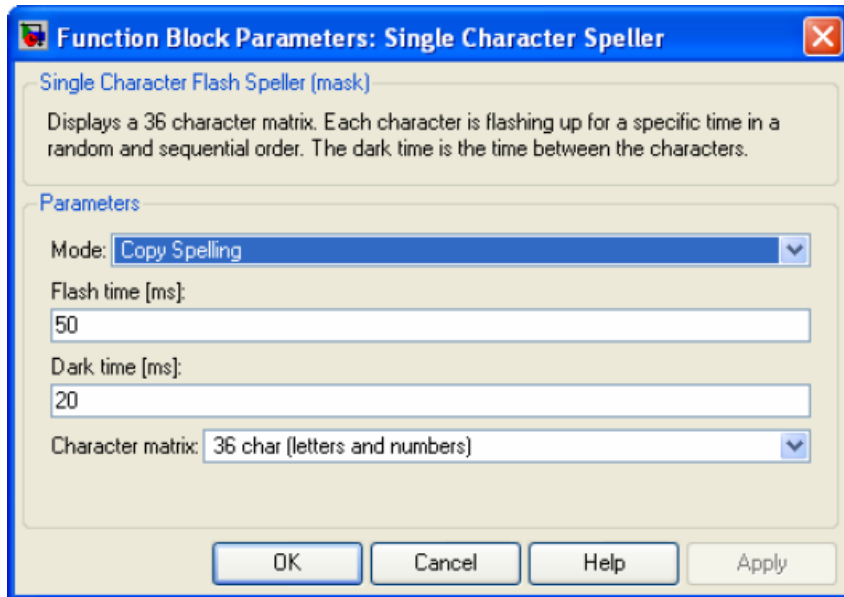 Function Block Parameters: Single Character Speller
Single Character Flash Speller (mask)
Displays a 36 character matrix. Each character is flashing up for a specific time in a
random and sequential order. The dark time is the time between the characters.
Parameters
Mode: Copy Spelling
Flash time [ms]:
50
Dark time [ms]:
20
Character matrix: 36 char (letters and numbers)
OK Cancel Help Apply